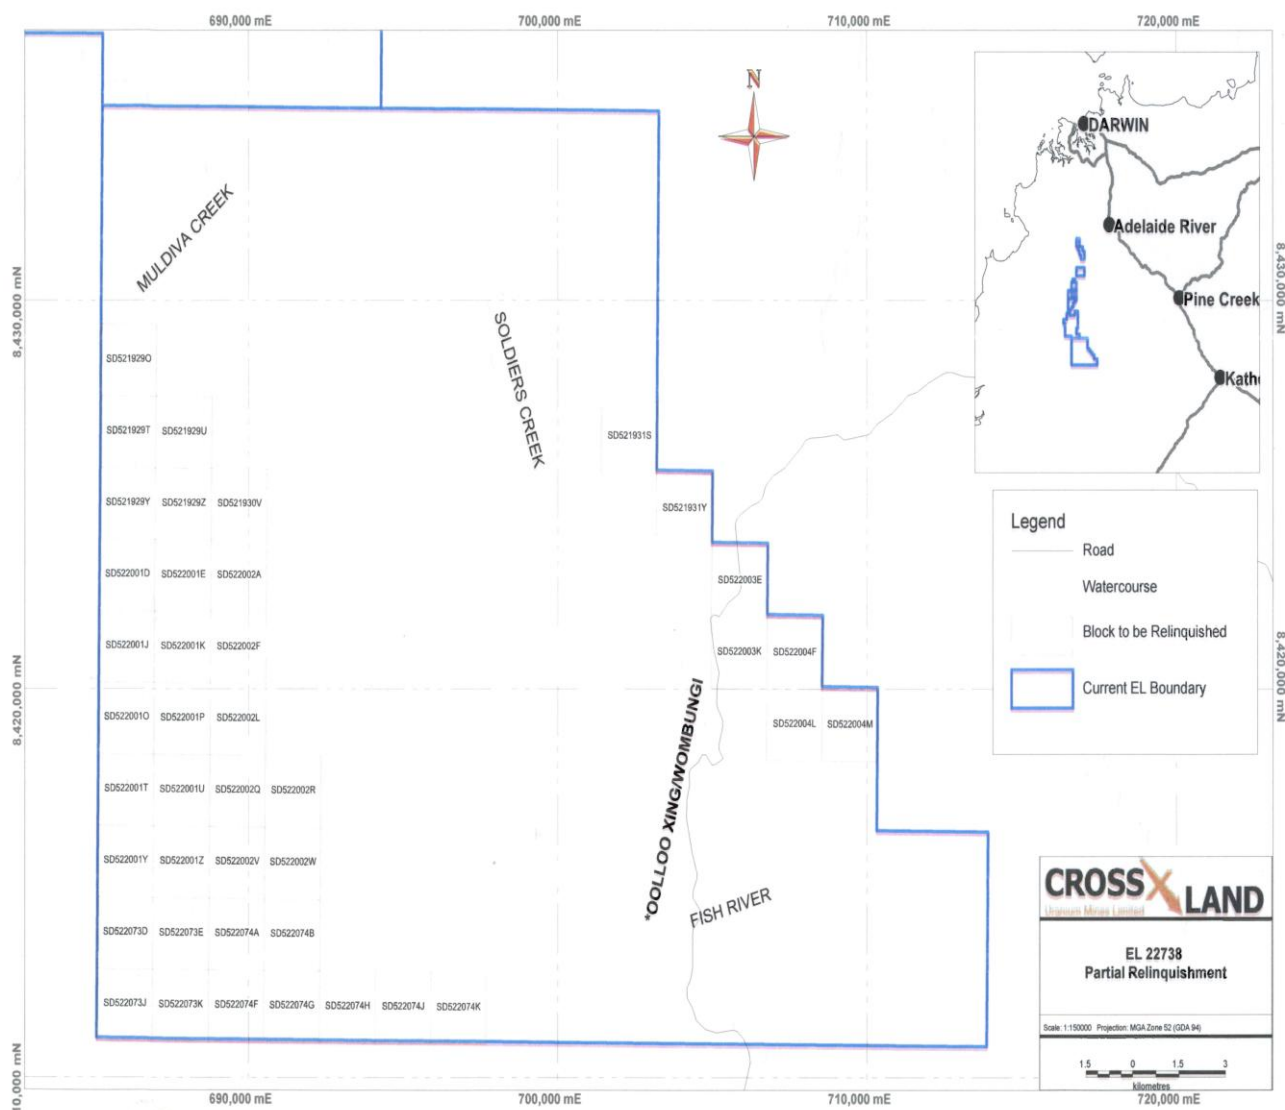 690,000 mE
700,000 mE
710,000 mE
720,000 mE
N
DARWIN
Adelaide River
Pine Creek
Kath
8,430,000 mN
8,430,000 mN
MULDIVA CREEK
SOLDIERS CREEK
SD521929O
SD521929T SD521929U
SD521931S
SD521929Y SD521929Z SD521930V
SD521931Y
SD522001D SD522001E SD522002A
SD522003E
SD522001J SD522001K SD522002F
SD522003K SD522004F
SD522001O SD522001P SD522002L
SD522004L SD522004M
SD522001T SD522001U SD522002Q SD522002R
SD522001Y SD522001Z SD522002V SD522002W
SD522073D SD522073E SD522074A SD522074B
SD522073J SD522073K SD522074F SD522074G SD522074H SD522074J SD522074K
*OOLLOO XING/WOMBUNGI
FISH RIVER
8,420,000 mN
8,420,000 mN
Legend
Road
Watercourse
Block to be Relinquished
Current EL Boundary
CROSS X LAND
Uranium Mines Limited
EL 22738
Partial Relinquishment
Scale: 1:150000 Projection: MGA Zone 52 (GDA 94)
1.5 0 1.5 3
kilometres
10,000 mN
690,000 mE
700,000 mE
710,000 mE
720,000 mE